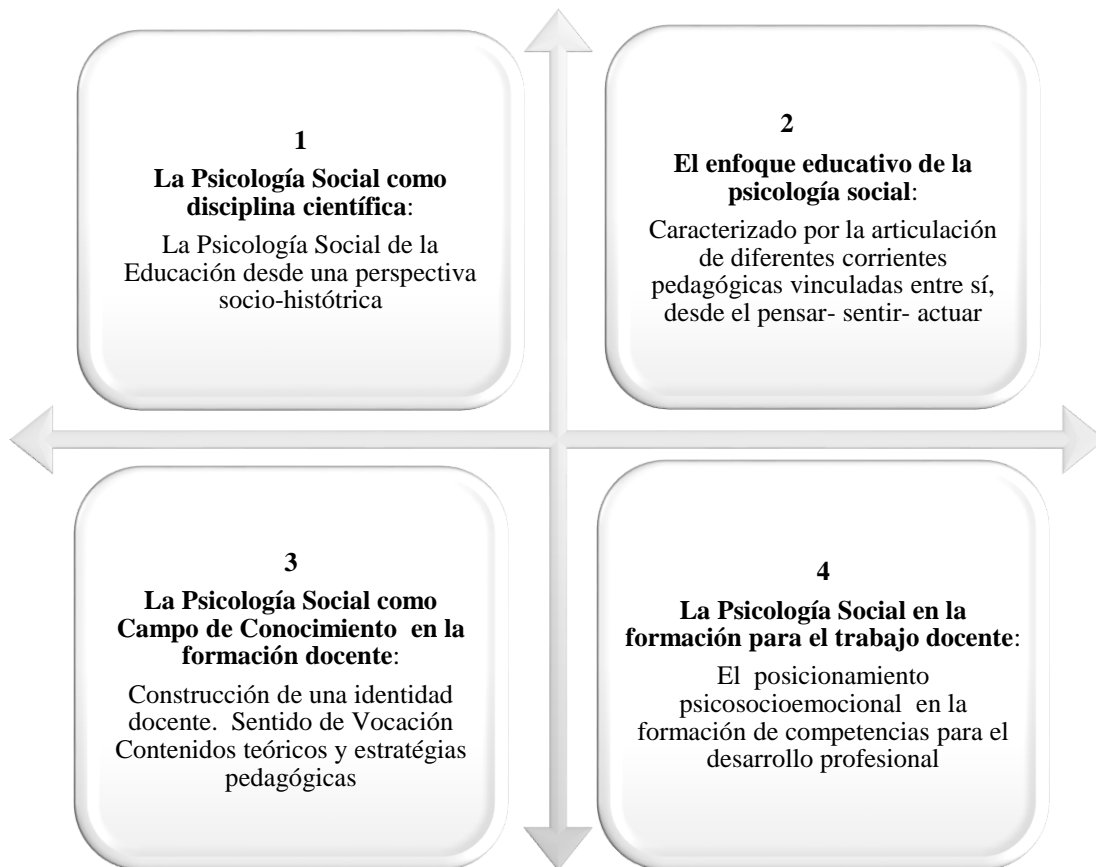 1
La Psicología Social como
disciplina científica:
La Psicología Social de la
Educación desde una perspectiva
socio-histótrica
2
El enfoque educativo de la
psicología social:
Caracterizado por la articulación
de diferentes corrientes
pedagógicas vinculadas entre sí,
desde el pensar- sentir- actuar
3
La Psicología Social como
Campo de Conocimiento en la
formación docente:
Construcción de una identidad
docente. Sentido de Vocación
Contenidos teóricos y estratégias
pedagógicas
4
La Psicología Social en la
formación para el trabajo docente:
El posicionamiento
psicosocioemocional en la
formación de competencias para el
desarrollo profesional